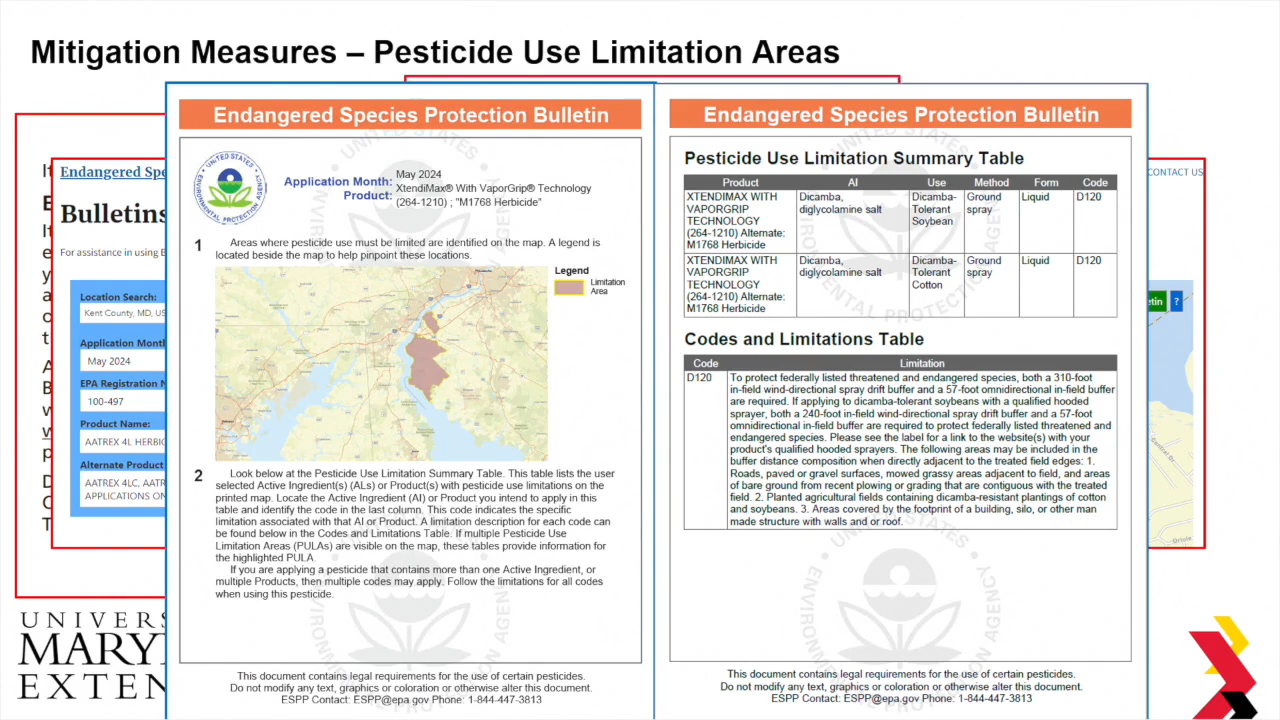 Mitigation Measures – Pesticide Use Limitation Areas
Endangered Spe
Bulletins
For assistance in using B
Location Search:
Kent County, MD, US
Application Month
May 2024
EPA Registration N
100-497
Product Name:
AATREX 4L HERBIC
Alternate Product
AATREX 4LC, AATR
APPLICATIONS ON
UNIVERS
MARY
EXTEN
Endangered Species Protection Bulletin
UNITED STATES
ENVIRONMENTAL PROTECTION AGENCY
Application Month: May 2024
Product: XtendiMax® With VaporGrip® Technology
(264-1210) ; "M1768 Herbicide"
1 Areas where pesticide use must be limited are identified on the map. A legend is
located beside the map to help pinpoint these locations.
Legend
Limitation
Area
2 Look below at the Pesticide Use Limitation Summary Table. This table lists the user
selected Active Ingredient(s) (ALs) or Product(s) with pesticide use limitations on the
printed map. Locate the Active Ingredient (AI) or Product you intend to apply in this
table and identify the code in the last column. This code indicates the specific
limitation associated with that AI or Product. A limitation description for each code can
be found below in the Codes and Limitations Table. If multiple Pesticide Use
Limitation Areas (PULAs) are visible on the map, these tables provide information for
the highlighted PULA.
If you are applying a pesticide that contains more than one Active Ingredient, or
multiple Products, then multiple codes may apply. Follow the limitations for all codes
when using this pesticide.
This document contains legal requirements for the use of certain pesticides.
Do not modify any text, graphics or coloration or otherwise alter this document.
ESPP Contact: ESPP@epa.gov Phone: 1-844-447-3813
Endangered Species Protection Bulletin
Pesticide Use Limitation Summary Table
Product AI Use Method Form Code
XTENDIMAX WITH Dicamba, Dicamba- Ground Liquid D120
VAPORGRIP diglycolamine salt Tolerant spray
TECHNOLOGY Soybean
(264-1210) Alternate:
M1768 Herbicide
XTENDIMAX WITH Dicamba, Dicamba- Ground Liquid D120
VAPORGRIP diglycolamine salt Tolerant spray
TECHNOLOGY Cotton
(264-1210) Alternate:
M1768 Herbicide
Codes and Limitations Table
Code Limitation
D120 To protect federally listed threatened and endangered species, both a 310-foot
in-field wind-directional spray drift buffer and a 57-foot omnidirectional in-field buffer
are required. If applying to dicamba-tolerant soybeans with a qualified hooded
sprayer, both a 240-foot in-field wind-directional spray drift buffer and a 57-foot
omnidirectional in-field buffer are required to protect federally listed threatened and
endangered species. Please see the label for a link to the website(s) with your
product's qualified hooded sprayers. The following areas may be included in the
buffer distance composition when directly adjacent to the treated field edges: 1.
Roads, paved or gravel surfaces, mowed grassy areas adjacent to field, and areas
of bare ground from recent plowing or grading that are contiguous with the treated
field. 2. Planted agricultural fields containing dicamba-resistant plantings of cotton
and soybeans. 3. Areas covered by the footprint of a building, silo, or other man
made structure with walls and or roof.
This document contains legal requirements for the use of certain pesticides.
Do not modify any text, graphics or coloration or otherwise alter this document.
ESPP Contact: ESPP@epa.gov Phone: 1-844-447-3813
CONTACT US
etin ?
Central Dr
Oriole